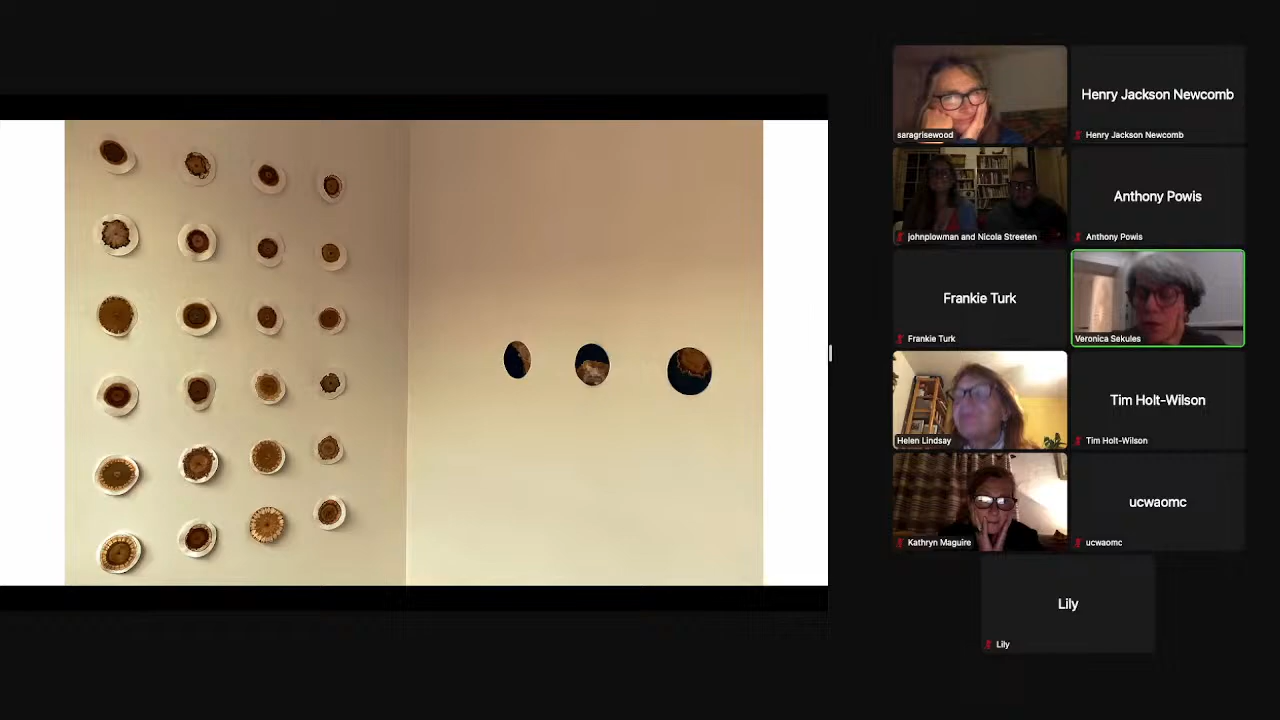 saragrisewood
Henry Jackson Newcomb
Henry Jackson Newcomb
johnplowman and Nicola Streeten
Anthony Powis
Anthony Powis
Frankie Turk
Frankie Turk
Veronica Sekules
Helen Lindsay
Tim Holt-Wilson
Tim Holt-Wilson
Kathryn Maguire
ucwaomc
ucwaomc
Lily
Lily